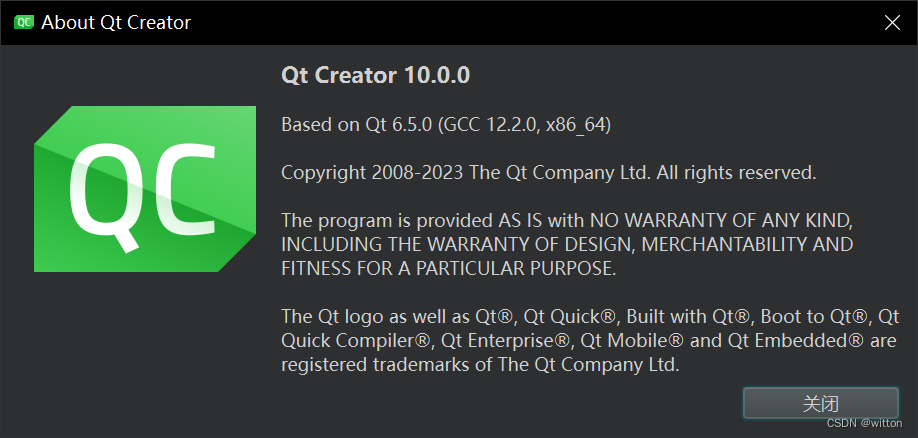 QC About Qt Creator
Qt Creator 10.0.0
QC
Based on Qt 6.5.0 (GCC 12.2.0, x86_64)
Copyright 2008-2023 The Qt Company Ltd. All rights reserved.
The program is provided AS IS with NO WARRANTY OF ANY KIND,
INCLUDING THE WARRANTY OF DESIGN, MERCHANTABILITY AND
FITNESS FOR A PARTICULAR PURPOSE.
The Qt logo as well as Qt®, Qt Quick®, Built with Qt®, Boot to Qt®, Qt
Quick Compiler®, Qt Enterprise®, Qt Mobile® and Qt Embedded® are
registered trademarks of The Qt Company Ltd.
关闭
CSDN @witton